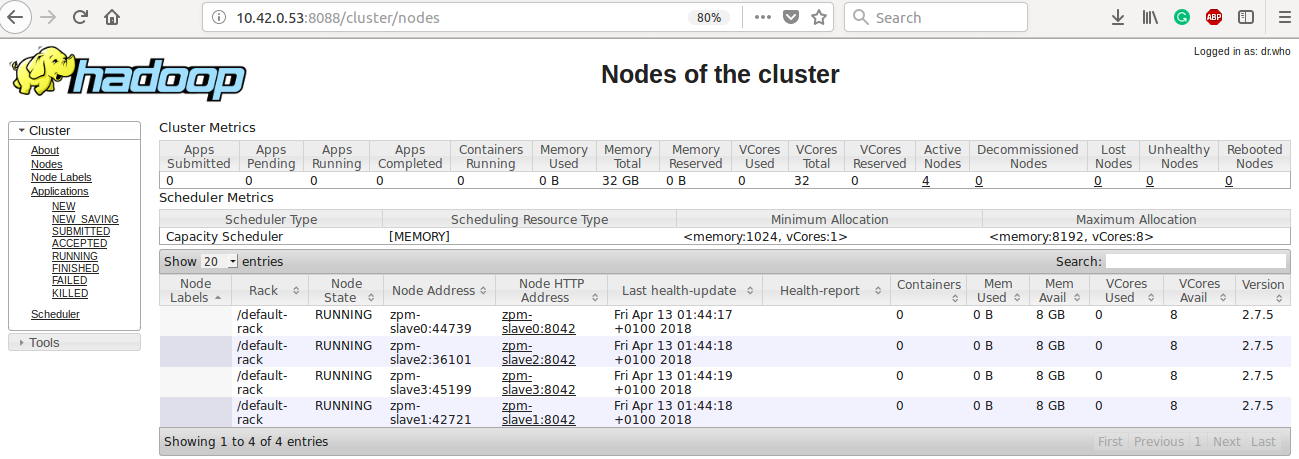 10.42.0.53:8088/cluster/nodes 80% Search ABP
Logged in as: dr.who
hadoop
Nodes of the cluster
Cluster
About
Nodes
Node Labels
Applications
NEW
NEW_SAVING
SUBMITTED
ACCEPTED
RUNNING
FINISHED
FAILED
KILLED
Scheduler
Tools
Cluster Metrics
Apps Apps Apps Apps Containers Memory Memory Memory VCores VCores VCores Active Decommissioned Lost Unhealthy Rebooted
Submitted Pending Running Completed Running Used Total Reserved Used Total Reserved Nodes Nodes Nodes Nodes Nodes
0 0 0 0 0 0 B 32 GB 0 B 0 32 0 4 0 0 0 0
Scheduler Metrics
Scheduler Type Scheduling Resource Type Minimum Allocation Maximum Allocation
Capacity Scheduler [MEMORY] <memory:1024, vCores:1> <memory:8192, vCores:8>
Show 20 entries Search:
Node Rack Node Node Address Node HTTP Last health-update Health-report Containers Mem Mem VCores VCores Version
Labels State Address Used Avail Used Avail
/default- RUNNING zpm- zpm- Fri Apr 13 01:44:17 0 0 B 8 GB 0 8 2.7.5
rack slave0:44739 slave0:8042 +0100 2018
/default- RUNNING zpm- zpm- Fri Apr 13 01:44:18 0 0 B 8 GB 0 8 2.7.5
rack slave2:36101 slave2:8042 +0100 2018
/default- RUNNING zpm- zpm- Fri Apr 13 01:44:19 0 0 B 8 GB 0 8 2.7.5
rack slave3:45199 slave3:8042 +0100 2018
/default- RUNNING zpm- zpm- Fri Apr 13 01:44:18 0 0 B 8 GB 0 8 2.7.5
rack slave1:42721 slave1:8042 +0100 2018
Showing 1 to 4 of 4 entries First Previous 1 Next Last